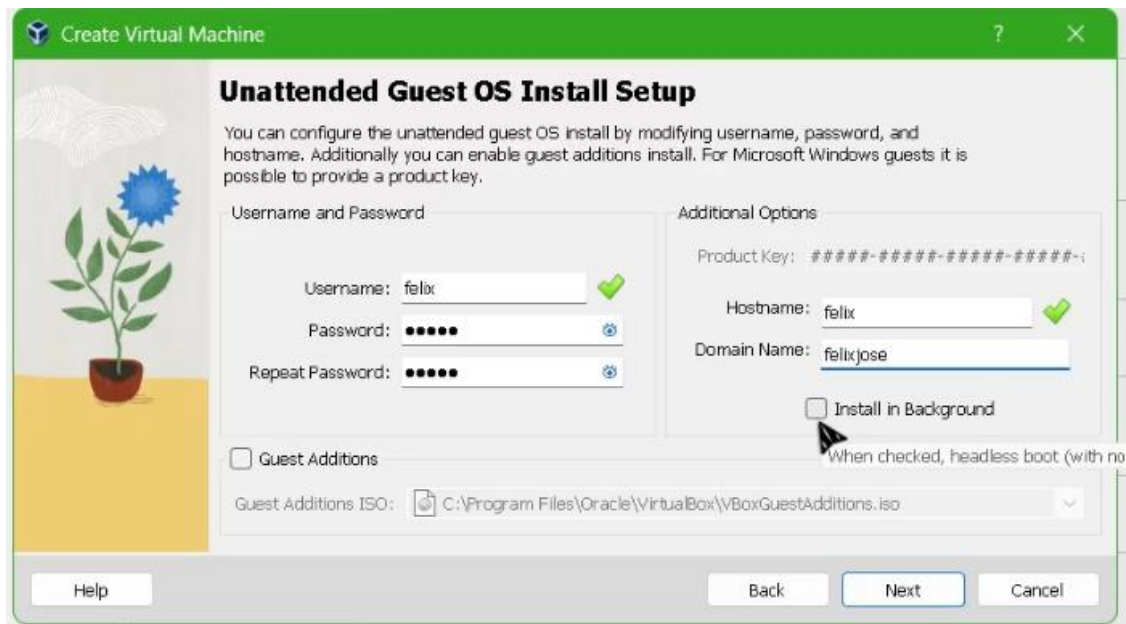 Create Virtual Machine
?
Unattended Guest OS Install Setup
You can configure the unattended guest OS install by modifying username, password, and
hostname. Additionally you can enable guest additions install. For Microsoft Windows guests it is
possible to provide a product key.
Username and Password
Username: felix
Password: ●●●●●
Repeat Password: ●●●●●
Additional Options
Product Key: #####-#####-#####-#####-
Hostname: felix
Domain Name: felixjose
Install in Background
When checked, headless boot (with no
Guest Additions
Guest Additions ISO: C:\Program Files\Oracle\VirtualBox\VBoxGuestAdditions.iso
Help
Back
Next
Cancel